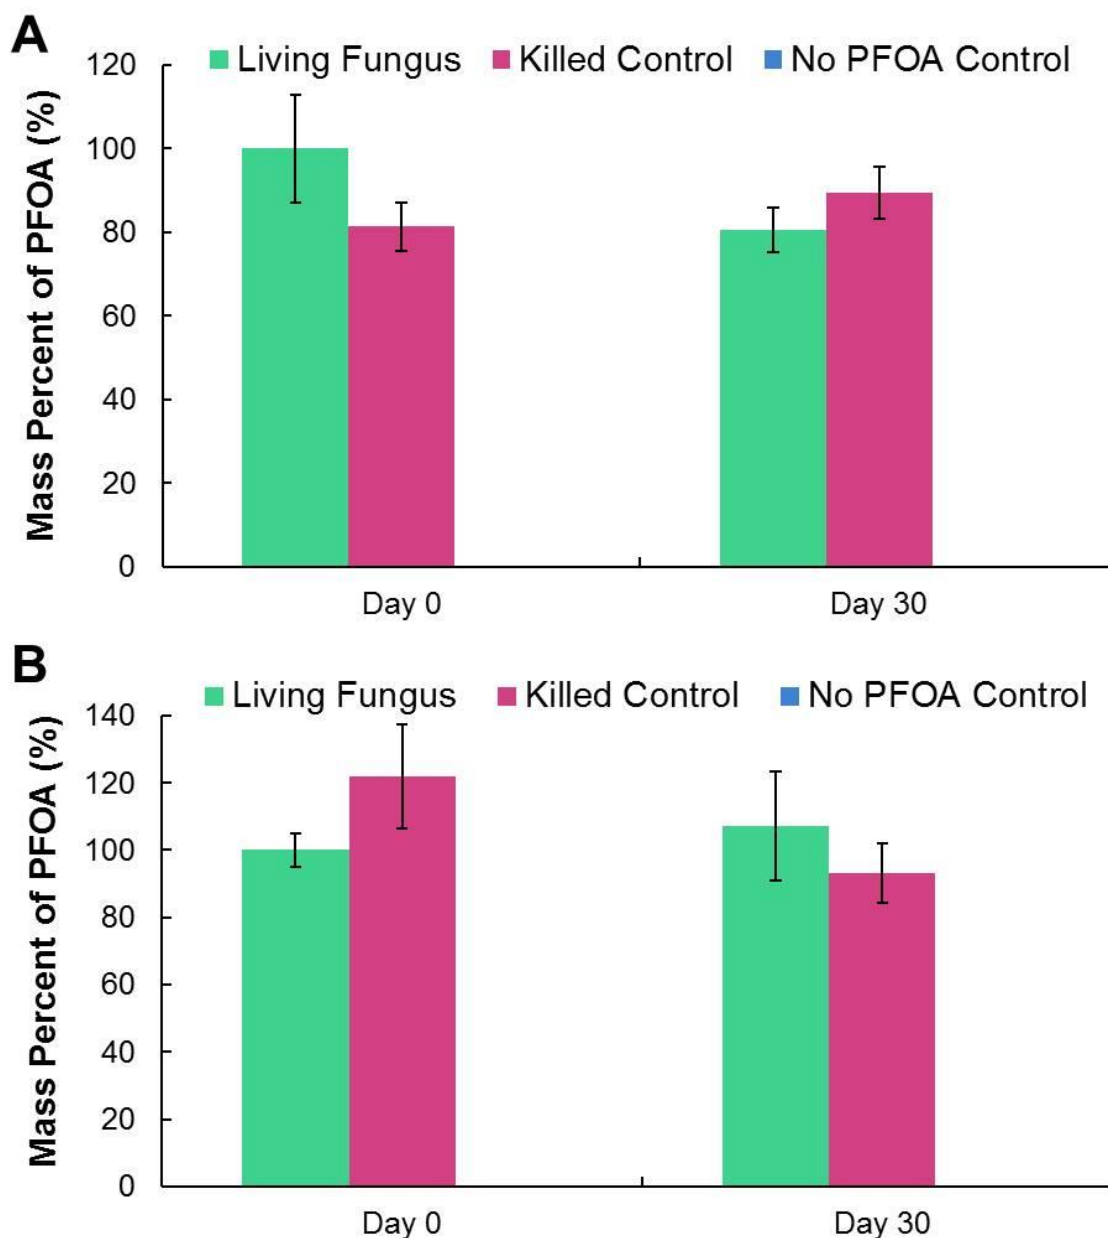 A
Living Fungus Killed Control No PFOA Control
Mass Percent of PFOA (%)
120
100
80
60
40
20
0
Day 0 Day 30
B
Living Fungus Killed Control No PFOA Control
Mass Percent of PFOA (%)
140
120
100
80
60
40
20
0
Day 0 Day 30